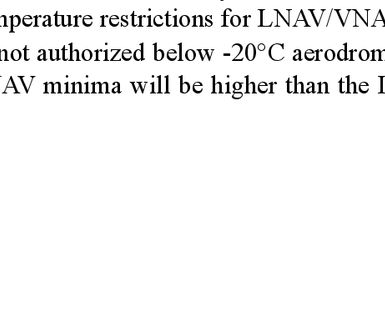 nperature restrictions for LNAV/VNA
not authorized below -20°C aerodrom
AV minima will be higher than the